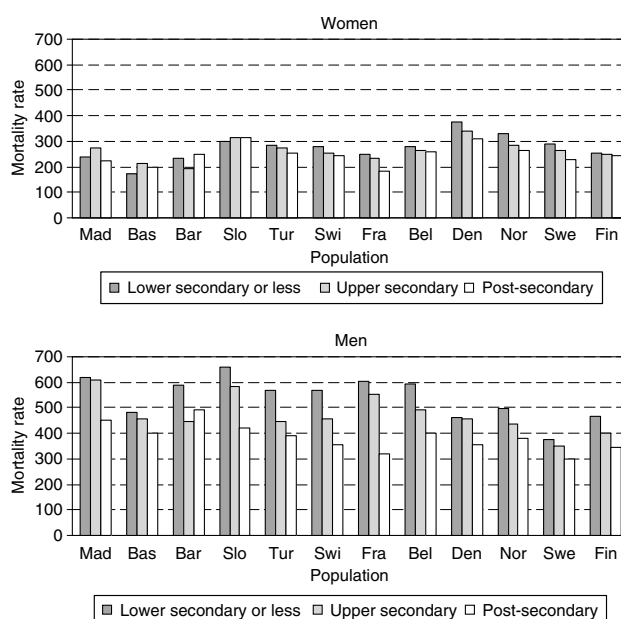 Women
Mortality rate
700
600
500
400
300
200
100
0
Mad Bas Bar Slo Tur Swi Fra Bel Den Nor Swe Fin
Population
Lower secondary or less Upper secondary Post-secondary
Men
Mortality rate
700
600
500
400
300
200
100
0
Mad Bas Bar Slo Tur Swi Fra Bel Den Nor Swe Fin
Population
Lower secondary or less Upper secondary Post-secondary